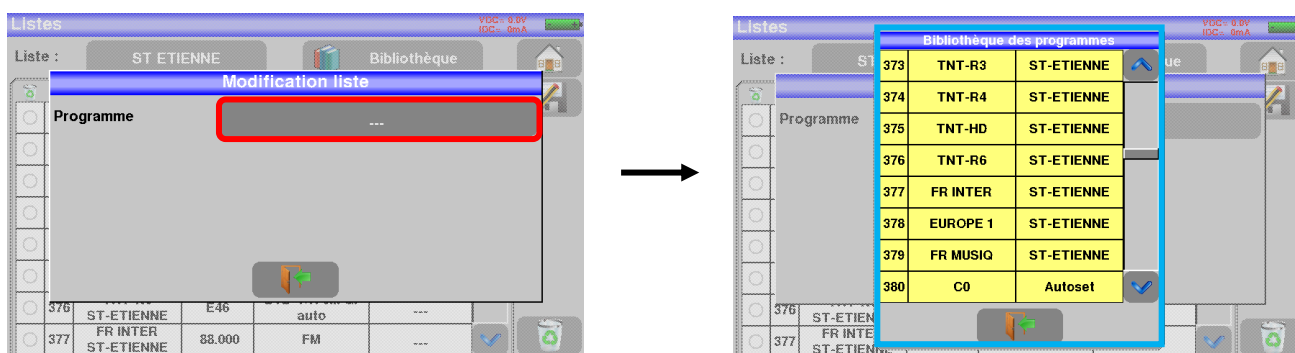 Listes
VDC= 0.0V
IDC= 0mA
Liste :
ST ETIENNE
Bibliothèque
Modification liste
Programme
---
376
ST-ETIENNE
E46
auto
---
377
FR INTER
ST-ETIENNE
88.000
FM
---
Listes
VDC= 0.0V
IDC= 0mA
Liste :
Bibliothèque des programmes
Programme
373 TNT-R3 ST-ETIENNE
374 TNT-R4 ST-ETIENNE
375 TNT-HD ST-ETIENNE
376 TNT-R6 ST-ETIENNE
377 FR INTER ST-ETIENNE
378 EUROPE 1 ST-ETIENNE
379 FR MUSIQ ST-ETIENNE
380 C0 Autoset
376
377
FR INTE